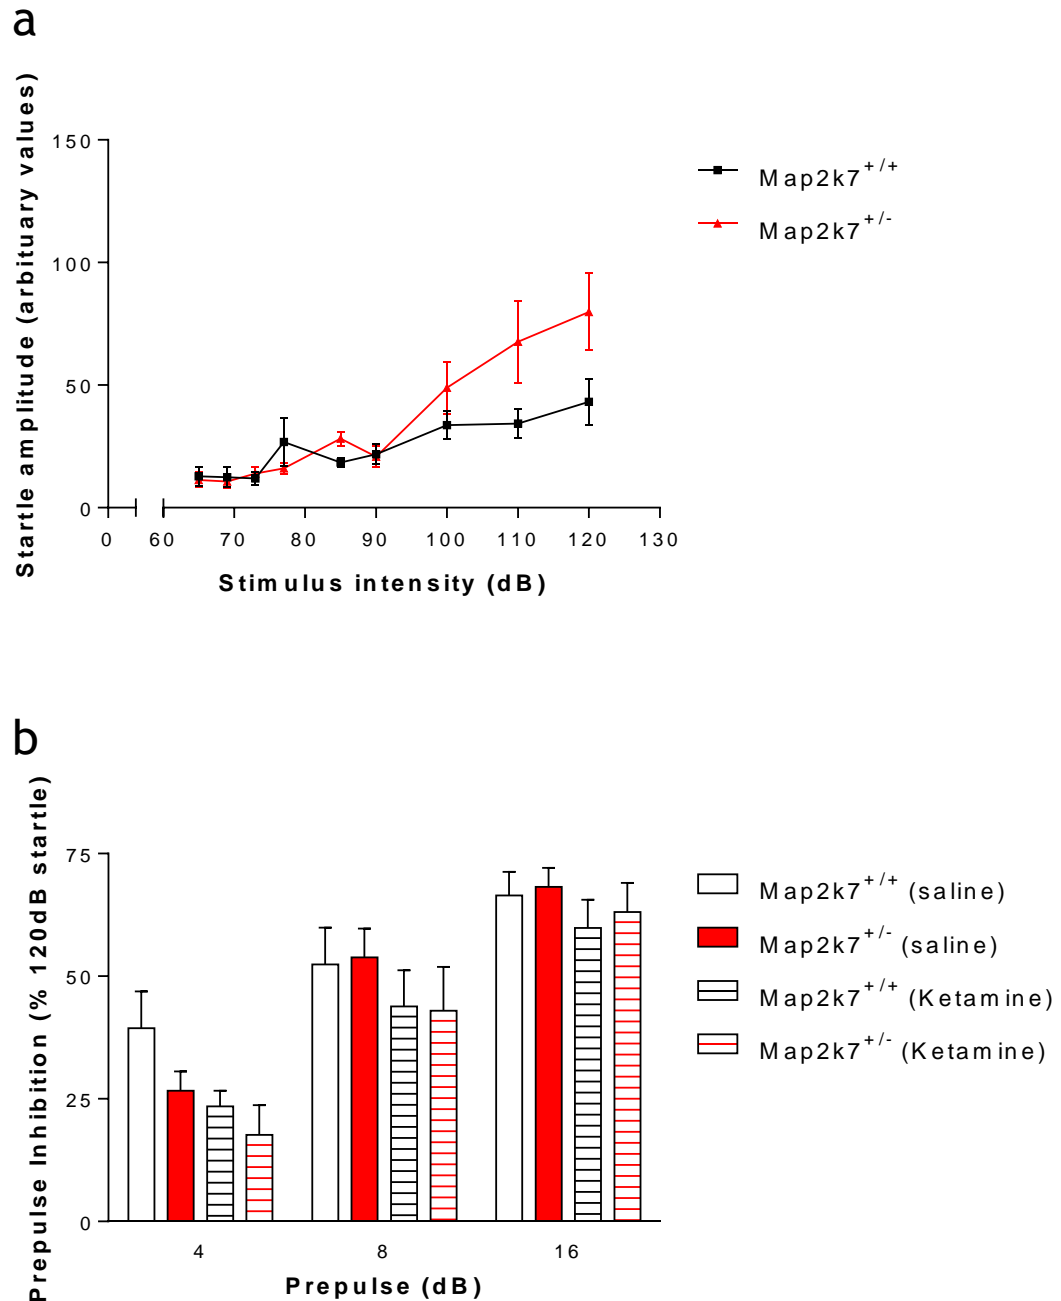 a
Startle amplitude (arbituary values)
150
100
50
0
0 60 70 80 90 100 110 120 130
Stimulus intensity (dB)
Map2k7+/+
Map2k7+/-
b
Prepulse Inhibition (% 120dB startle)
75
50
25
0
4 8 16
Prepulse (dB)
Map2k7+/+ (saline)
Map2k7+/- (saline)
Map2k7+/+ (Ketamine)
Map2k7+/- (Ketamine)